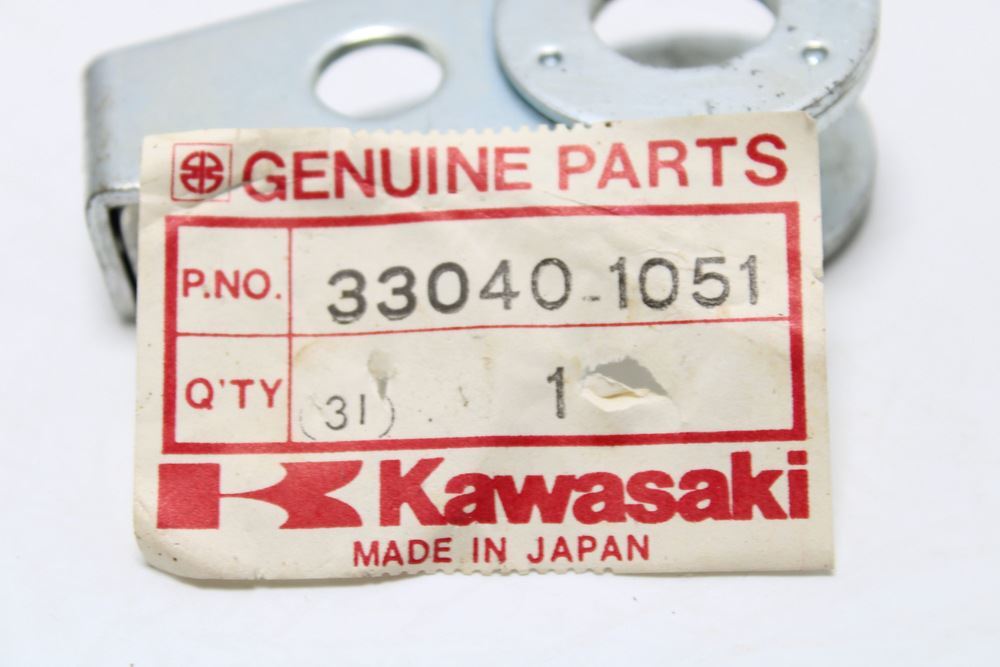 GENUINE PARTS
P.NO. 33040-1051
Q'TY (31) 1
Kawasaki
MADE IN JAPAN